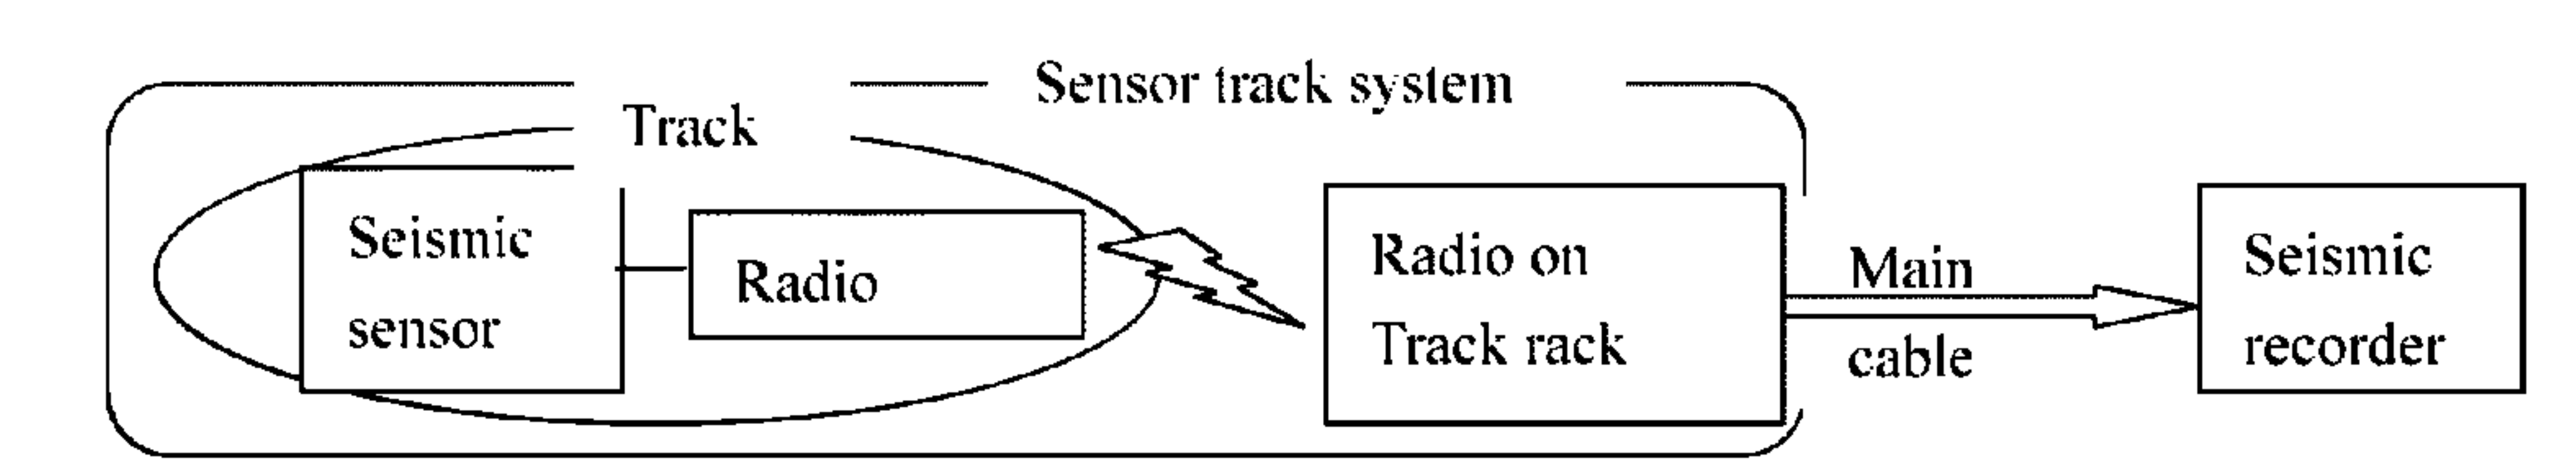 Sensor track system
Track
Seismic
sensor
Radio
Radio on
Track rack
Main
cable
Seismic
recorder